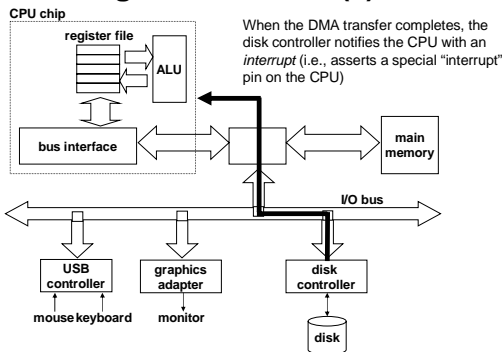 CPU chip
register file
ALU
When the DMA transfer completes, the
disk controller notifies the CPU with an
interrupt (i.e., asserts a special “interrupt”
pin on the CPU)
bus interface
main
memory
I/O bus
USB
controller
graphics
adapter
disk
controller
mouse keyboard
monitor
disk